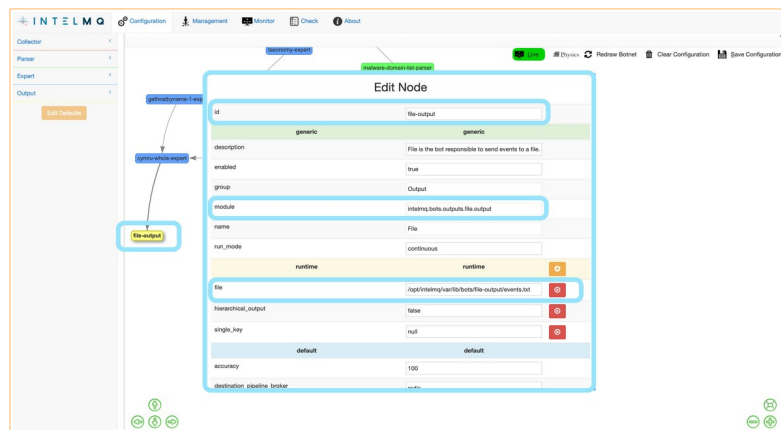 INTELMQ Configuration Management Monitor Check About
Collector
Parser
Expert
Output
Edit Defaults
taxonomy-expert
Live Physics Redraw Botnet Clear Configuration Save Configuration
malware-domain-list-parser
gethostbyname-1-exp
cymru-whois-expert
file-output
Edit Node
id file-output
generic generic
description File is the bot responsible to send events to a file.
enabled true
group Output
module intelmq.bots.outputs.file.output
name File
run_mode continuous
runtime runtime
file /opt/intelmq/var/lib/bots/file-output/events.txt
hierarchical_output false
single_key null
default default
accuracy 100
destination_pipeline_broker redis